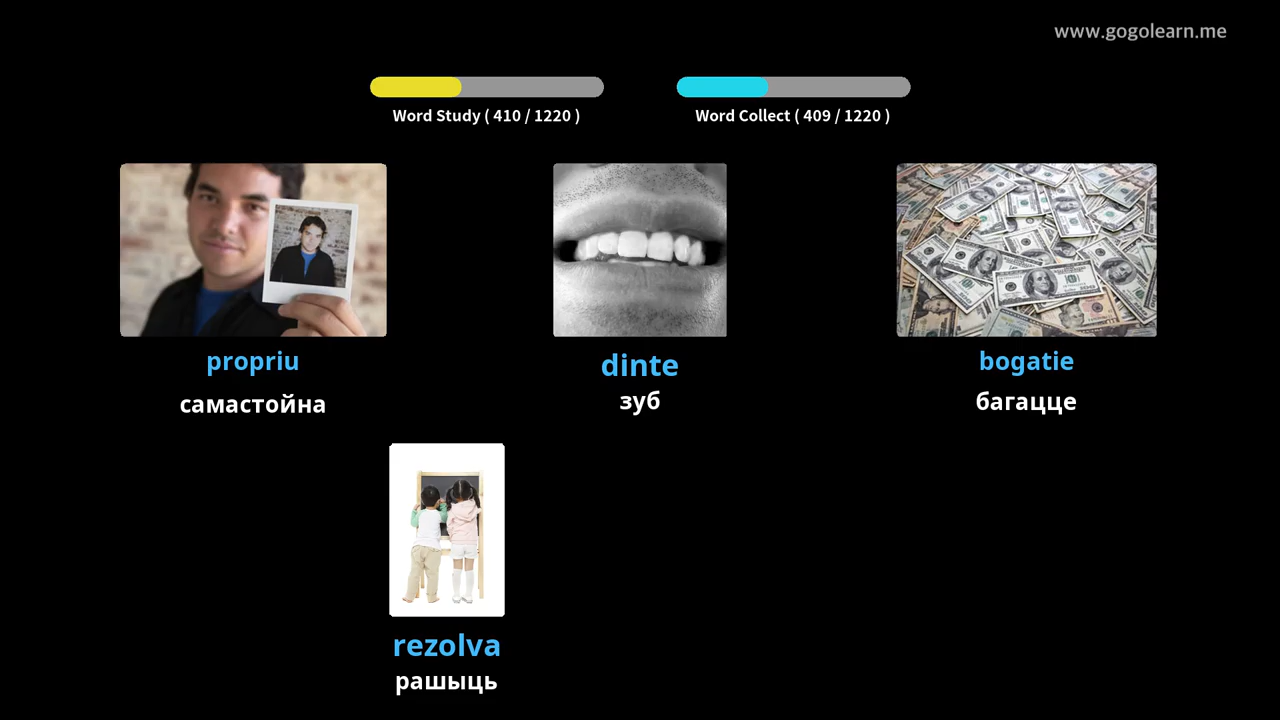 www.gogolearn.me
Word Study ( 410 / 1220 )
Word Collect ( 409 / 1220 )
propriu
самастойна
dinte
зуб
bogatie
багацце
rezolva
рашыць